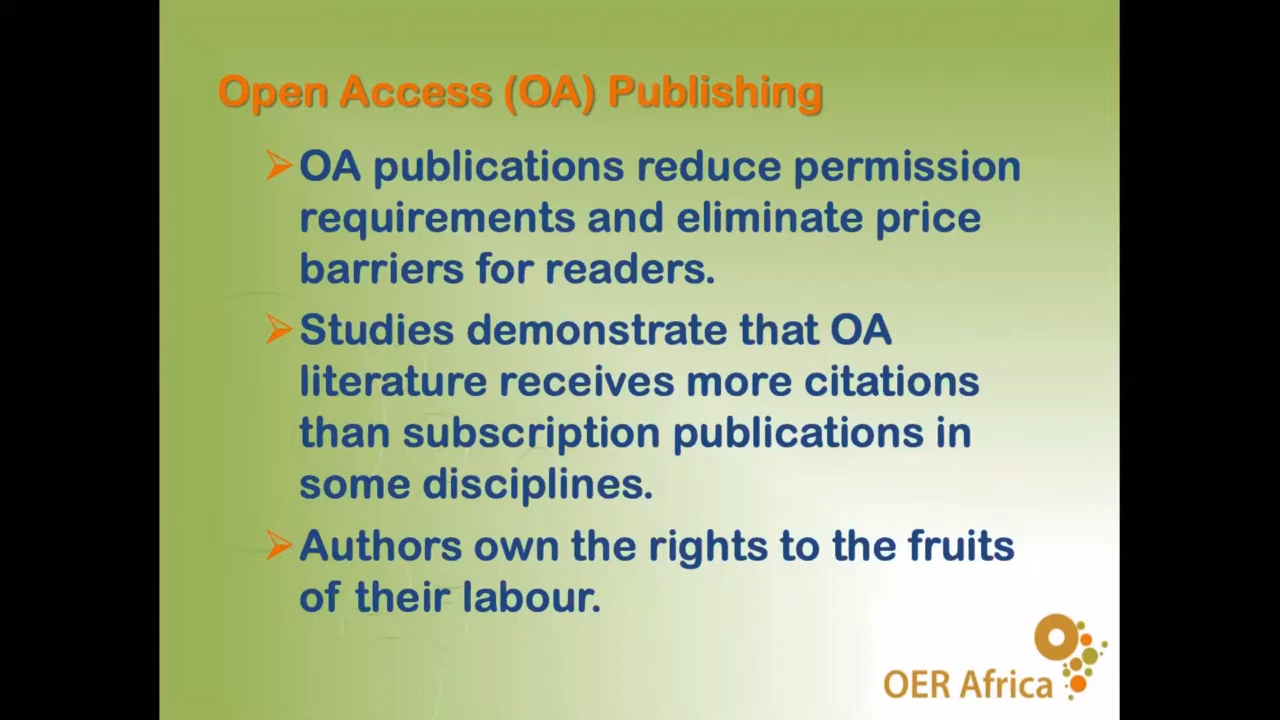 Open Access (OA) Publishing
OA publications reduce permission
requirements and eliminate price
barriers for readers.
Studies demonstrate that OA
literature receives more citations
than subscription publications in
some disciplines.
Authors own the rights to the fruits
of their labour.
OER Africa